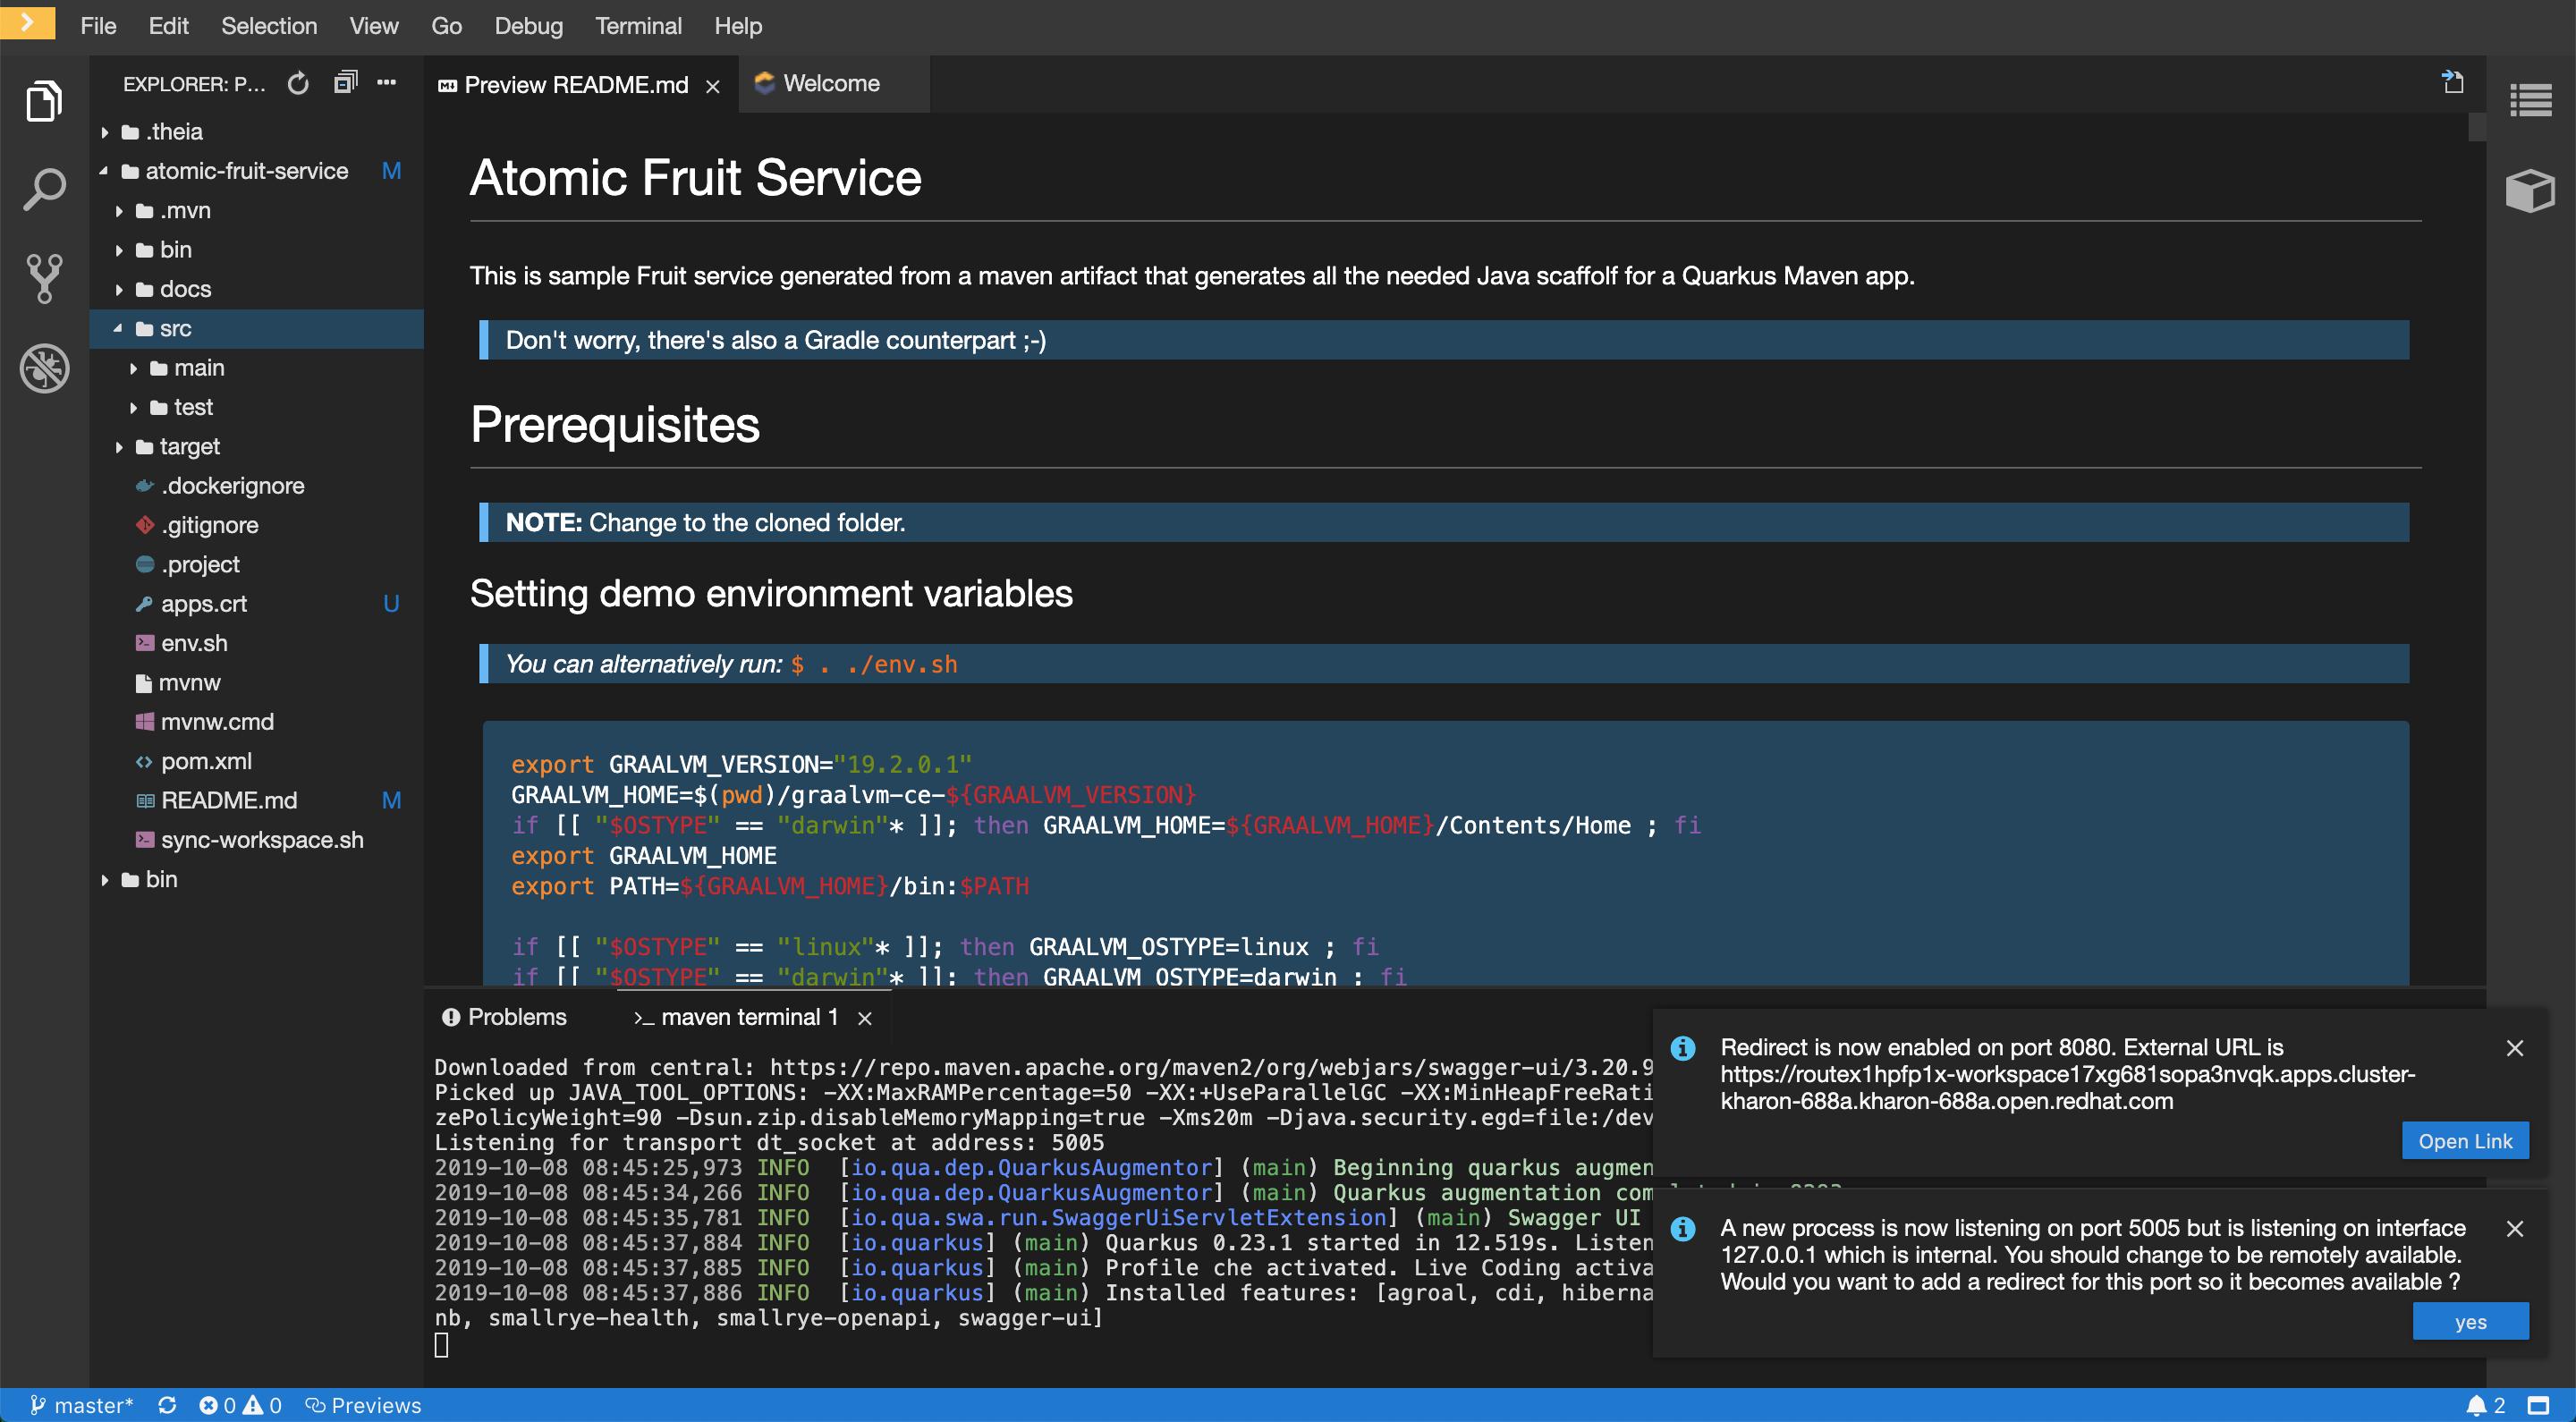 File Edit Selection View Go Debug Terminal Help
EXPLORER: P...
.theia
atomic-fruit-service M
.mvn
bin
docs
src
main
test
target
.dockerignore
.gitignore
.project
apps.crt U
env.sh
mvnw
mvnw.cmd
pom.xml
README.md M
sync-workspace.sh
bin
Preview README.md
Welcome
Atomic Fruit Service
This is sample Fruit service generated from a maven artifact that generates all the needed Java scaffolf for a Quarkus Maven app.
Don't worry, there's also a Gradle counterpart ;-)
Prerequisites
NOTE: Change to the cloned folder.
Setting demo environment variables
You can alternatively run: $ . ./env.sh
export GRAALVM_VERSION="19.2.0.1"
GRAALVM_HOME=$(pwd)/graalvm-ce-${GRAALVM_VERSION}
if [[ "$OSTYPE" == "darwin"* ]]; then GRAALVM_HOME=${GRAALVM_HOME}/Contents/Home ; fi
export GRAALVM_HOME
export PATH=${GRAALVM_HOME}/bin:$PATH
if [[ "$OSTYPE" == "linux"* ]]; then GRAALVM_OSTYPE=linux ; fi
if [[ "$OSTYPE" == "darwin"* ]]; then GRAALVM_OSTYPE=darwin ; fi
Problems
>_ maven terminal 1
Downloaded from central: https://repo.maven.apache.org/maven2/org/webjars/swagger-ui/3.20.9
Picked up JAVA_TOOL_OPTIONS: -XX:MaxRAMPercentage=50 -XX:+UseParallelGC -XX:MinHeapFreeRati
zePolicyWeight=90 -Dsun.zip.disableMemoryMapping=true -Xms20m -Djava.security.egd=file:/dev
Listening for transport dt_socket at address: 5005
2019-10-08 08:45:25,973 INFO [io.qua.dep.QuarkusAugmentor] (main) Beginning quarkus augmen
2019-10-08 08:45:34,266 INFO [io.qua.dep.QuarkusAugmentor] (main) Quarkus augmentation com
2019-10-08 08:45:35,781 INFO [io.qua.swa.run.SwaggerUiServletExtension] (main) Swagger UI
2019-10-08 08:45:37,884 INFO [io.quarkus] (main) Quarkus 0.23.1 started in 12.519s. Listen
2019-10-08 08:45:37,885 INFO [io.quarkus] (main) Profile che activated. Live Coding activa
2019-10-08 08:45:37,886 INFO [io.quarkus] (main) Installed features: [agroal, cdi, hiberna
nb, smallrye-health, smallrye-openapi, swagger-ui]
Redirect is now enabled on port 8080. External URL is
https://routex1hpfp1x-workspace17xg681sopa3nvqk.apps.cluster-
kharon-688a.kharon-688a.open.redhat.com
Open Link
A new process is now listening on port 5005 but is listening on interface
127.0.0.1 which is internal. You should change to be remotely available.
Would you want to add a redirect for this port so it becomes available ?
yes
master* 0 0 Previews
2